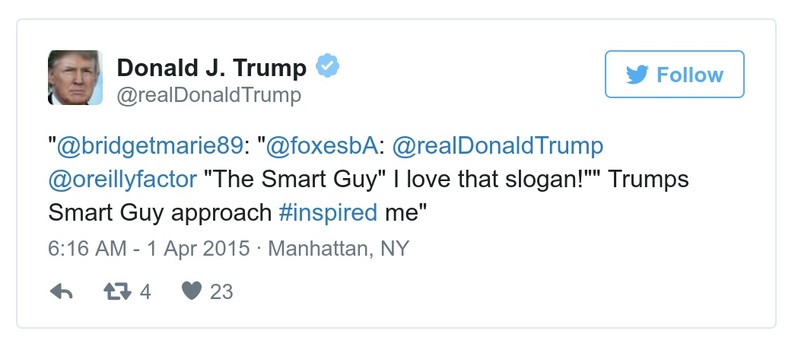 Donald J. Trump
@realDonaldTrump
Follow
"@bridgetmarie89: "@foxesbA: @realDonaldTrump
@oreillyfactor "The Smart Guy" I love that slogan!"" Trumps
Smart Guy approach #inspired me"
6:16 AM - 1 Apr 2015 · Manhattan, NY
4
23